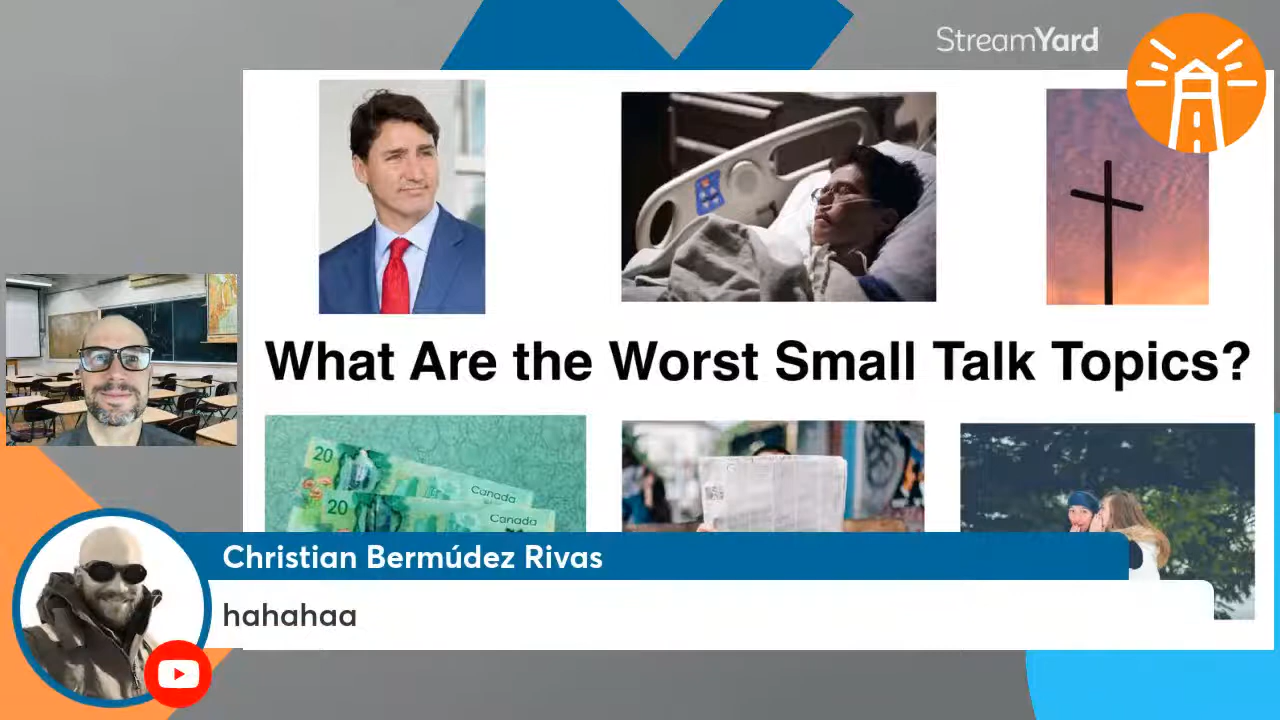 StreamYard
What Are the Worst Small Talk Topics?
20
Canada
20
Canada
Christian Bermúdez Rivas
hahahaa